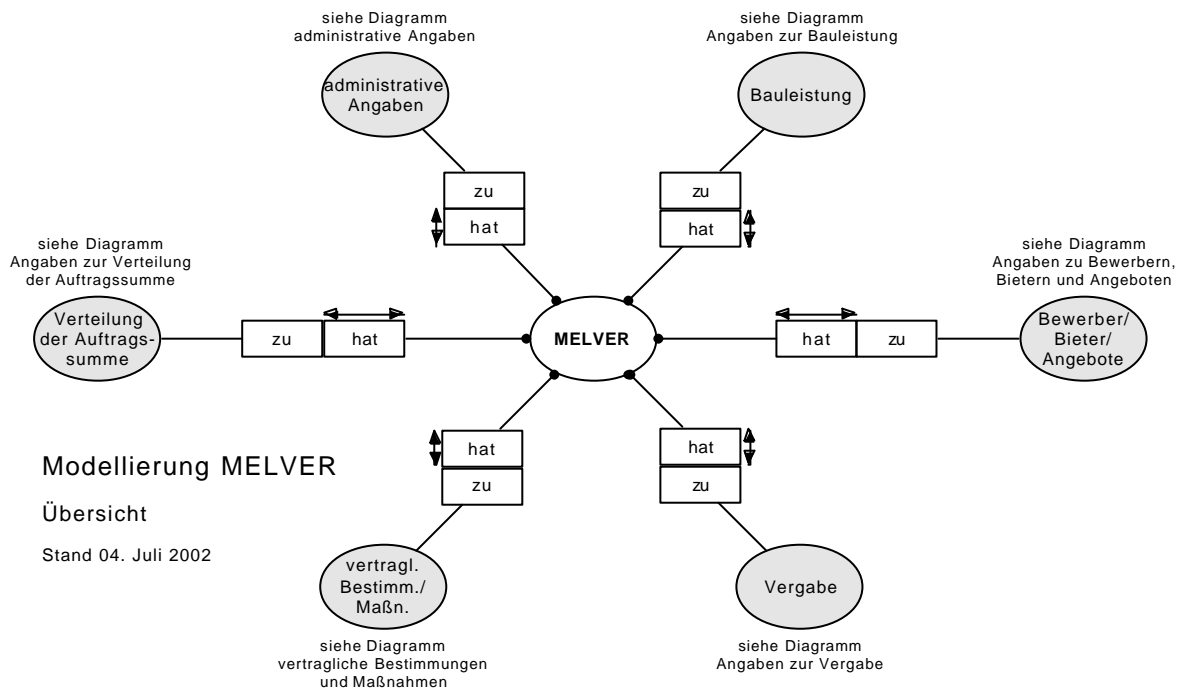 siehe Diagramm
administrative Angaben
administrative
Angaben
siehe Diagramm
Angaben zur Bauleistung
Bauleistung
zu
hat
zu
hat
siehe Diagramm
Angaben zur Verteilung
der Auftragssumme
Verteilung
der Auftrags-
summe
zu
hat
MELVER
hat
zu
siehe Diagramm
Angaben zu Bewerbern,
Bietern und Angeboten
Bewerber/
Bieter/
Angebote
hat
zu
hat
zu
Modellierung MELVER
Übersicht
Stand 04. Juli 2002
vertragl.
Bestimm./
Maßn.
siehe Diagramm
vertragliche Bestimmungen
und Maßnahmen
Vergabe
siehe Diagramm
Angaben zur Vergabe